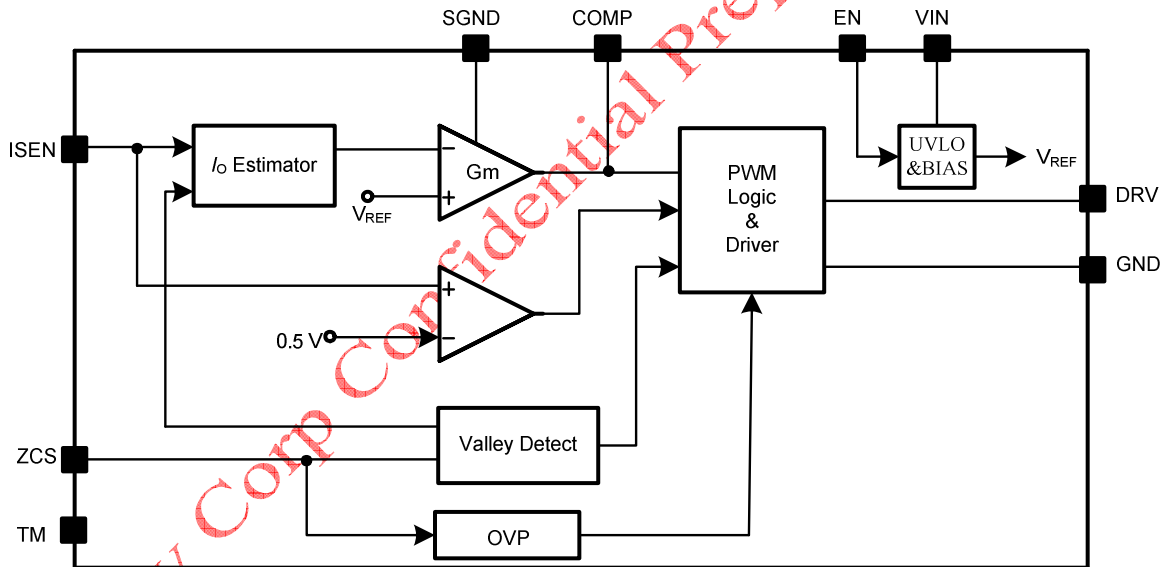 SGND
COMP
EN
VIN
ISEN
IO Estimator
−
Gm
+
VREF
PWM
Logic
&
Driver
UVLO
&BIAS
VREF
DRV
GND
+
0.5 V
−
Valley Detect
ZCS
TM
OVP
Corp Confidential